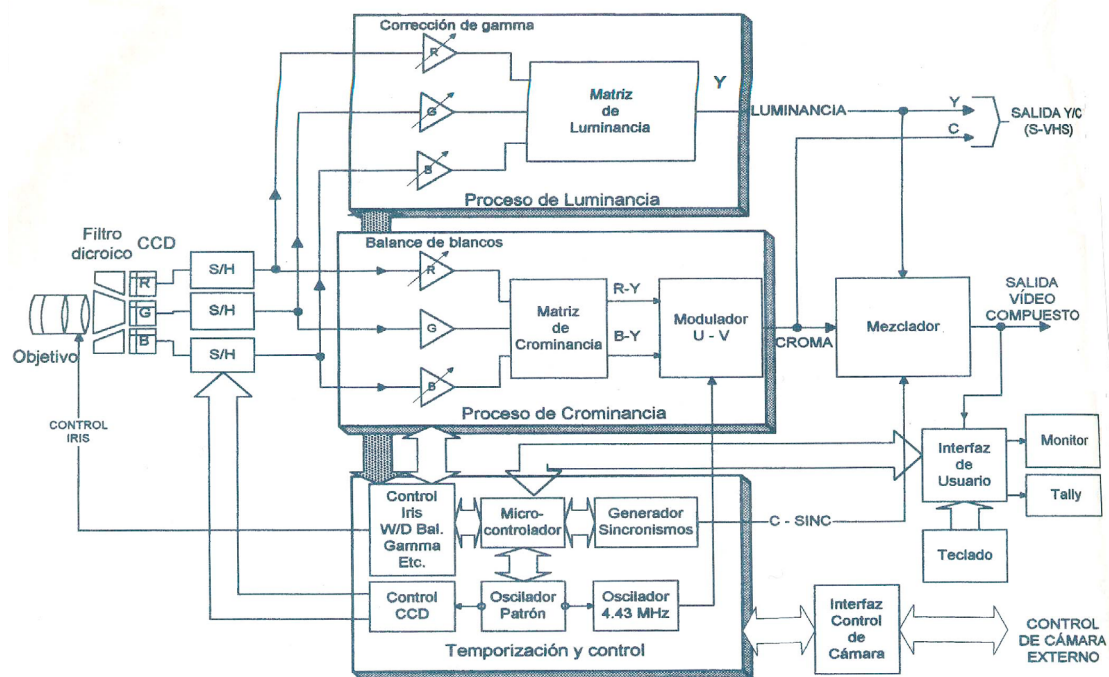 Corrección de gamma
R
G
B
Matriz
de
Luminancia
Y
Proceso de Luminancia
LUMINANCIA
Y
C
SALIDA Y/C
(S-VHS)
Filtro
dicroico
CCD
R
G
B
Objetivo
S/H
S/H
S/H
CONTROL
IRIS
Balance de blancos
R
G
B
Matriz
de
Crominancia
R-Y
B-Y
Modulador
U - V
Proceso de Crominancia
CROMA
Mezclador
SALIDA
VÍDEO
COMPUESTO
Control
Iris
W/D Bal.
Gamma
Etc.
Micro-
controlador
Generador
Sincronismos
C - SINC
Control
CCD
Oscilador
Patrón
Oscilador
4.43 MHz
Temporización y control
Interfaz
de
Usuario
Monitor
Tally
Teclado
Interfaz
Control
de
Cámara
CONTROL
DE CÁMARA
EXTERNO